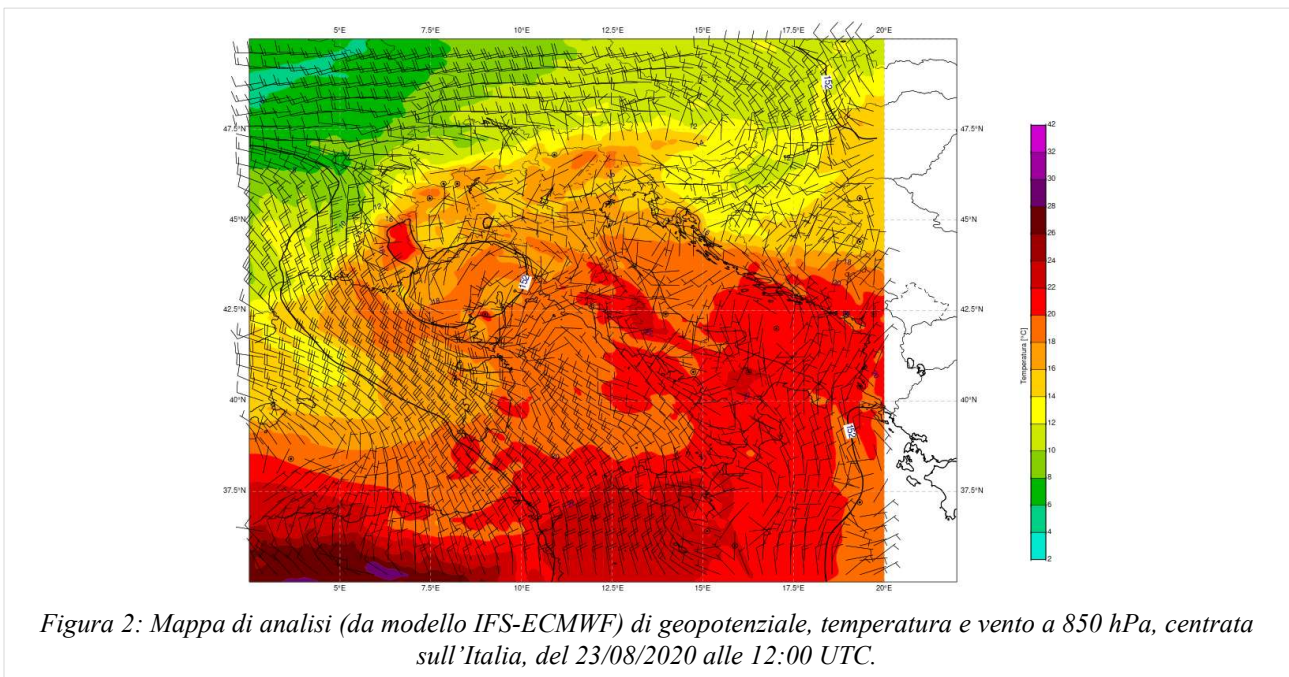 5°E 7.5°E 10°E 12.5°E 15°E 17.5°E 20°E
152
47.5°N 47.5°N
45°N 45°N
152
42.5°N 42.5°N
40°N 40°N
152
37.5°N 37.5°N
5°E 7.5°E 10°E 12.5°E 15°E 17.5°E 20°E
Temperatura [°C]
42
32
30
28
26
24
22
20
18
16
14
12
10
8
6
4
2
Figura 2: Mappa di analisi (da modello IFS-ECMWF) di geopotenziale, temperatura e vento a 850 hPa, centrata
sull’Italia, del 23/08/2020 alle 12:00 UTC.